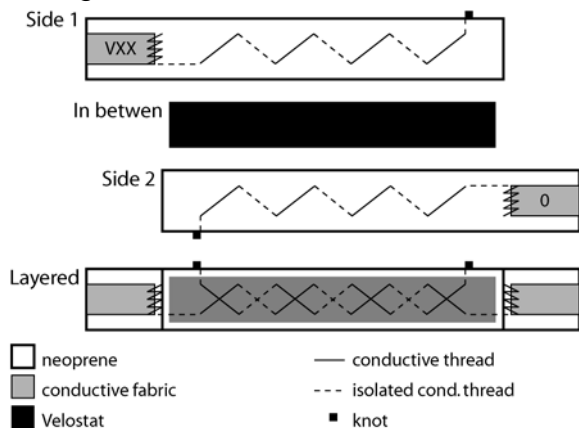 Side 1
VXX
In betwen
Side 2
0
Layered
neoprene
conductive thread
conductive fabric
isolated cond. thread
Velostat
knot